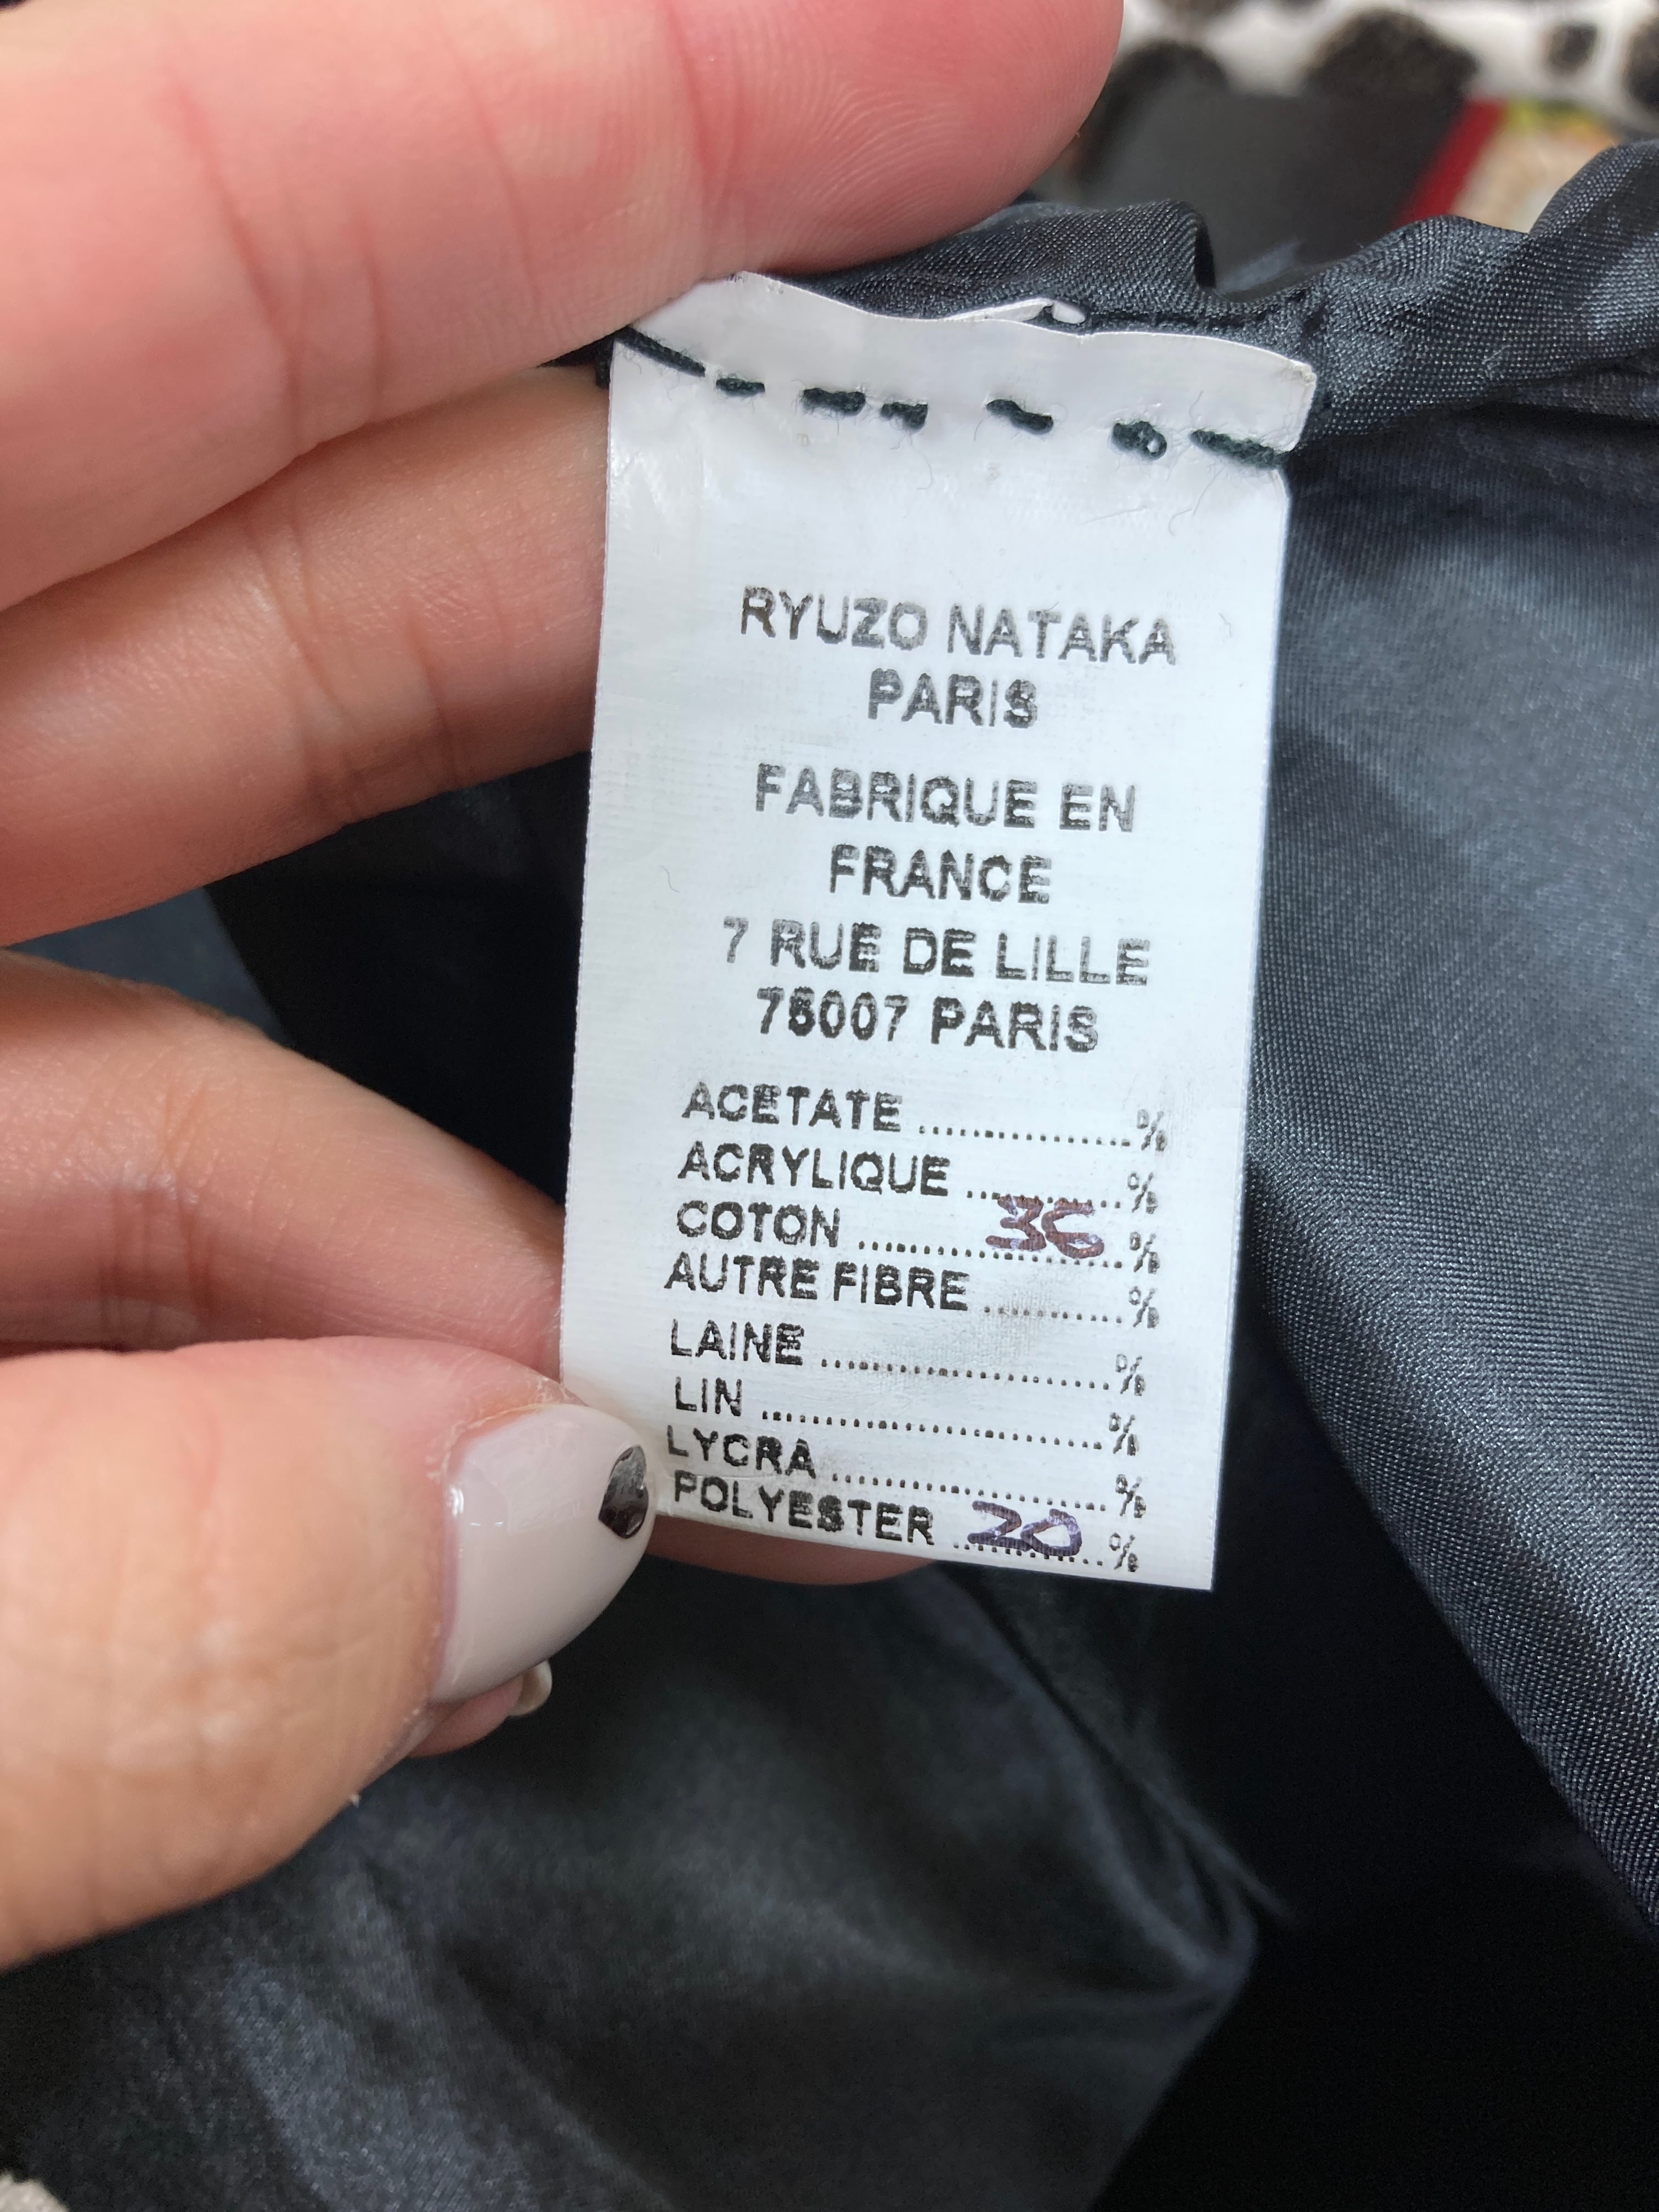 RYUZO NATAKA
PARIS
FABRIQUE EN
FRANCE
7 RUE DE LILLE
75007 PARIS
ACETATE ................%
ACRYLIQUE ............%
COTON ........36........%
AUTRE FIBRE ..........%
LAINE ......................%
LIN ..........................%
LYCRA .....................%
POLYESTER ..20....%